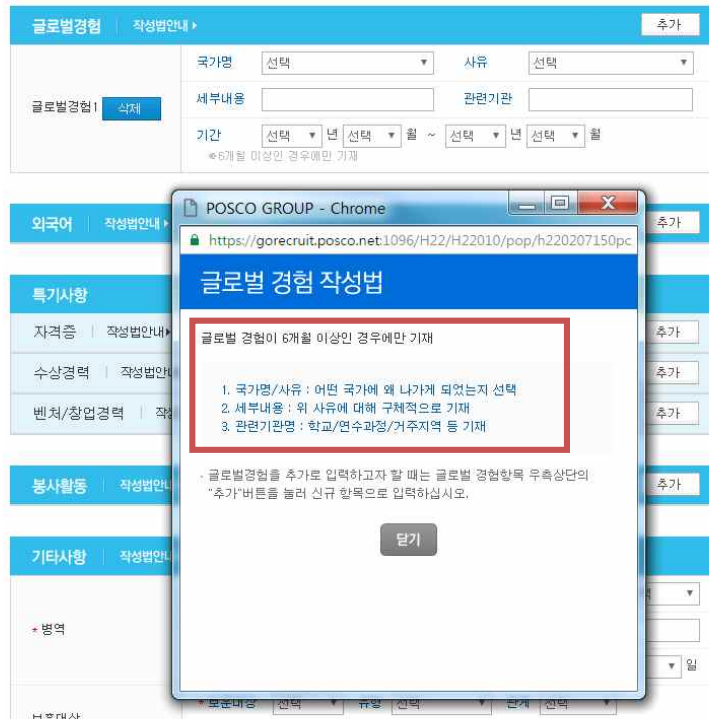 글로벌경험 작성법안내 추가
국가명 선택 사유 선택
글로벌경험1 삭제 세부내용 관련기관
기간 선택 년 선택 월 ~ 선택 년 선택 월
※6개월 이상인 경우에만 기재
POSCO GROUP - Chrome
외국어 작성법안내 추가
https://gorecruit.posco.net:1096/H22/H22010/pop/h220207150pc
글로벌 경험 작성법
특기사항
자격증 작성법안내 추가
글로벌 경험이 6개월 이상인 경우에만 기재
수상경력 작성법안 추가
1. 국가명/사유 : 어떤 국가에 왜 나가게 되었는지 선택
2. 세부내용 : 위 사유에 대해 구체적으로 기재
벤처/창업경력 추가
3. 관련기관명 : 학교/연수과정/거주지역 등 기재
· 글로벌경험를 추가로 입력하고자 할 때는 글로벌 경험항목 우측상단의
봉사활동 작성법안 추가
"추가"버튼을 눌러 신규 항목으로 입력하십시오.
닫기
기타사항 작성법안
* 병역
일
* 보훈대상 선택 유형 선택 관계 선택
보훈대상